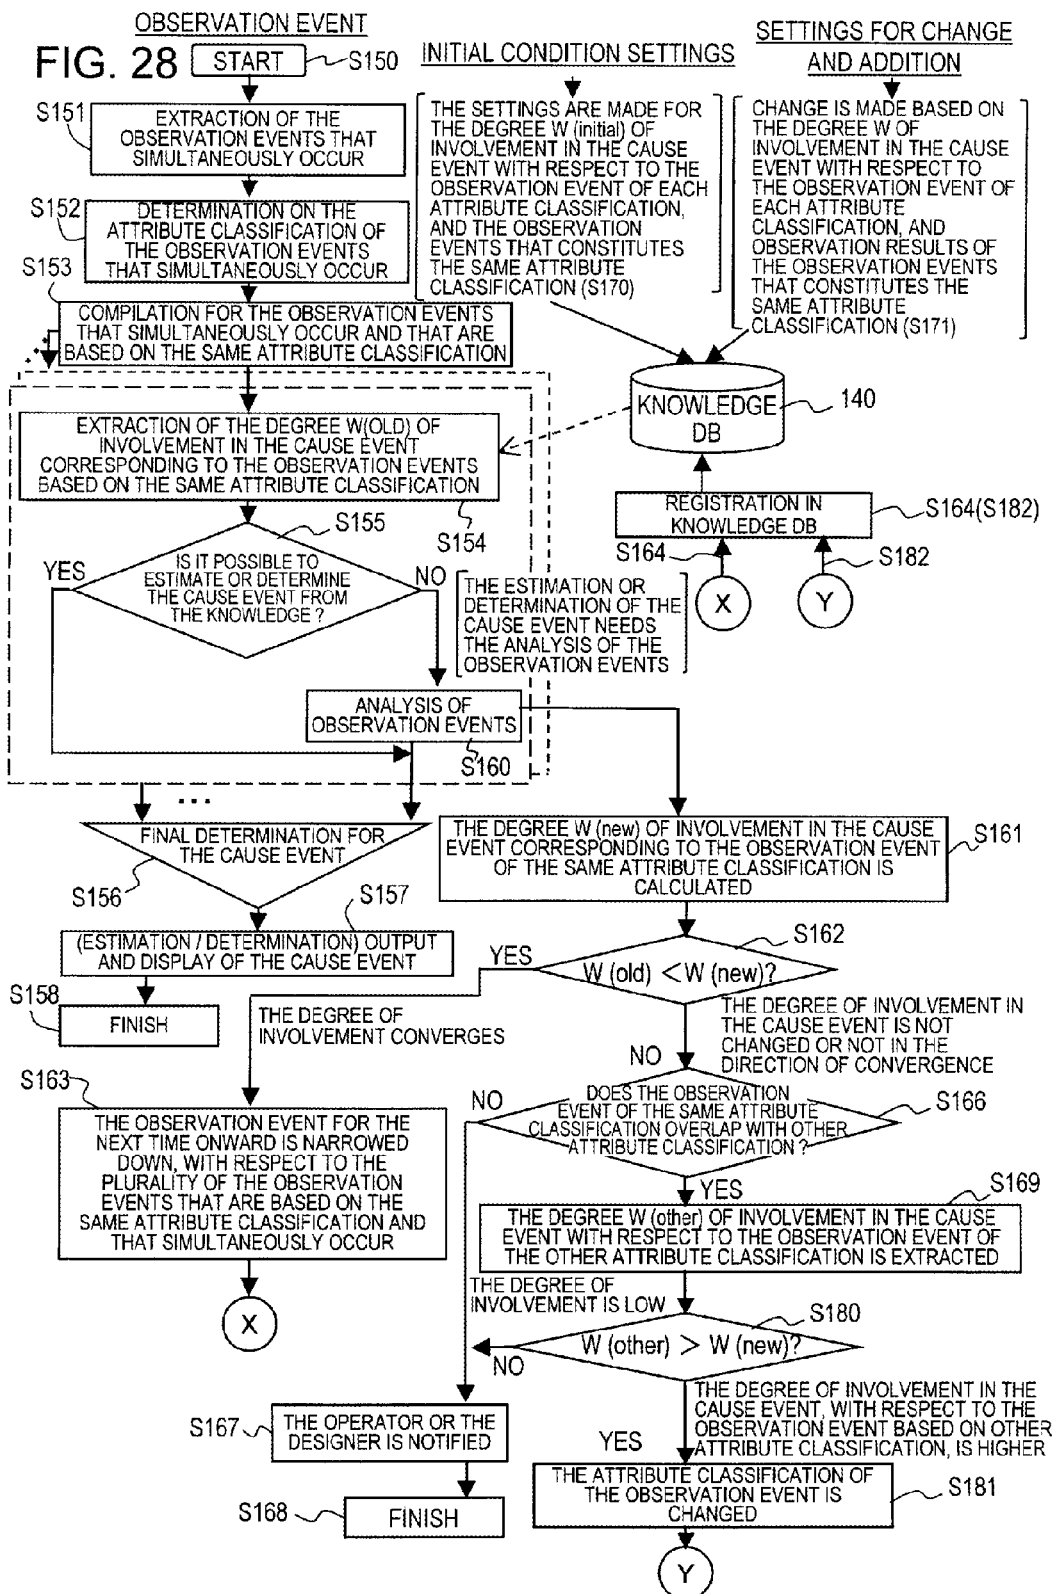 OBSERVATION EVENT
FIG. 28
START
S150
S151
EXTRACTION OF THE
OBSERVATION EVENTS THAT
SIMULTANEOUSLY OCCUR
S152
DETERMINATION ON THE
ATTRIBUTE CLASSIFICATION OF
THE OBSERVATION EVENTS
THAT SIMULTANEOUSLY OCCUR
S153
COMPILATION FOR THE OBSERVATION EVENTS
THAT SIMULTANEOUSLY OCCUR AND THAT ARE
BASED ON THE SAME ATTRIBUTE CLASSIFICATION
INITIAL CONDITION SETTINGS
THE SETTINGS ARE MADE FOR
THE DEGREE W (initial) OF
INVOLVEMENT IN THE CAUSE
EVENT WITH RESPECT TO THE
OBSERVATION EVENT OF EACH
ATTRIBUTE CLASSIFICATION,
AND THE OBSERVATION
EVENTS THAT CONSTITUTES
THE SAME ATTRIBUTE
CLASSIFICATION (S170)
SETTINGS FOR CHANGE
AND ADDITION
CHANGE IS MADE BASED ON
THE DEGREE W OF
INVOLVEMENT IN THE CAUSE
EVENT WITH RESPECT TO
THE OBSERVATION EVENT OF
EACH ATTRIBUTE
CLASSIFICATION, AND
OBSERVATION RESULTS OF
THE OBSERVATION EVENTS
THAT CONSTITUTES THE
SAME ATTRIBUTE
CLASSIFICATION (S171)
KNOWLEDGE
DB
140
REGISTRATION IN
KNOWLEDGE DB
S164(S182)
S164
S182
X
Y
EXTRACTION OF THE DEGREE W(OLD) OF
INVOLVEMENT IN THE CAUSE EVENT
CORRESPONDING TO THE OBSERVATION EVENTS
BASED ON THE SAME ATTRIBUTE CLASSIFICATION
S154
S155
IS IT POSSIBLE TO
ESTIMATE OR DETERMINE
THE CAUSE EVENT FROM
THE KNOWLEDGE ?
YES
NO
THE ESTIMATION OR
DETERMINATION OF THE
CAUSE EVENT NEEDS
THE ANALYSIS OF THE
OBSERVATION EVENTS
ANALYSIS OF
OBSERVATION EVENTS
S160
...
FINAL DETERMINATION FOR
THE CAUSE EVENT
S156
S157
(ESTIMATION / DETERMINATION) OUTPUT
AND DISPLAY OF THE CAUSE EVENT
S158
FINISH
THE DEGREE W (new) OF INVOLVEMENT IN THE CAUSE
EVENT CORRESPONDING TO THE OBSERVATION EVENT
OF THE SAME ATTRIBUTE CLASSIFICATION IS
CALCULATED
S161
S162
W (old) < W (new)?
YES
THE DEGREE OF
INVOLVEMENT CONVERGES
NO
THE DEGREE OF INVOLVEMENT IN
THE CAUSE EVENT IS NOT
CHANGED OR NOT IN THE
DIRECTION OF CONVERGENCE
S163
THE OBSERVATION EVENT FOR THE
NEXT TIME ONWARD IS NARROWED
DOWN, WITH RESPECT TO THE
PLURALITY OF THE OBSERVATION
EVENTS THAT ARE BASED ON THE
SAME ATTRIBUTE CLASSIFICATION AND
THAT SIMULTANEOUSLY OCCUR
X
DOES THE OBSERVATION
EVENT OF THE SAME ATTRIBUTE
CLASSIFICATION OVERLAP WITH OTHER
ATTRIBUTE CLASSIFICATION ?
S166
NO
YES
S169
THE DEGREE W (other) OF INVOLVEMENT IN THE CAUSE
EVENT WITH RESPECT TO THE OBSERVATION EVENT OF
THE OTHER ATTRIBUTE CLASSIFICATION IS EXTRACTED
THE DEGREE OF
INVOLVEMENT IS LOW
S180
W (other) > W (new)?
NO
THE DEGREE OF INVOLVEMENT IN THE
CAUSE EVENT, WITH RESPECT TO THE
OBSERVATION EVENT BASED ON OTHER
ATTRIBUTE CLASSIFICATION, IS HIGHER
YES
S167
THE OPERATOR OR THE
DESIGNER IS NOTIFIED
S168
FINISH
THE ATTRIBUTE CLASSIFICATION OF
THE OBSERVATION EVENT IS
CHANGED
S181
Y